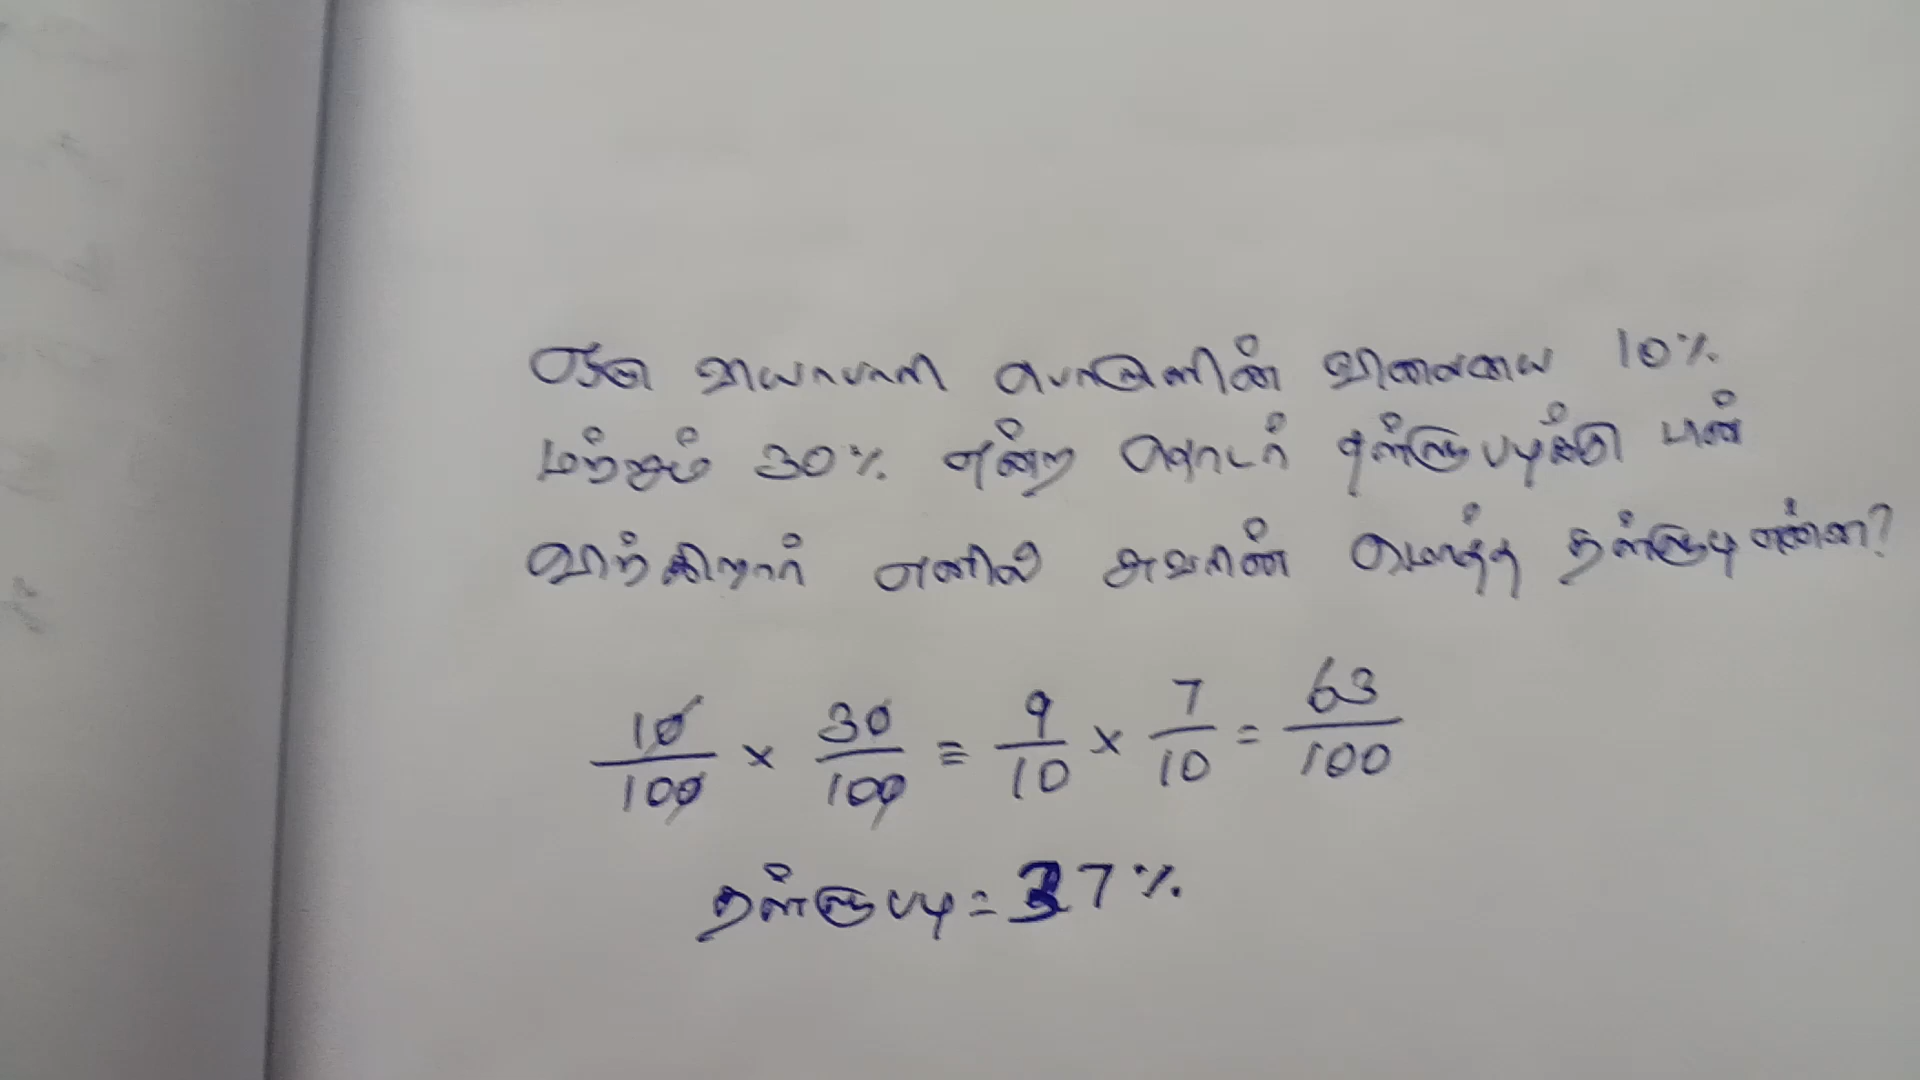 ஒரு வியாபாரி பொருளின் விலையை 10%
மற்றும் 30% என்ற தொடர் தள்ளுபடிக்கு பின்
விற்கிறார் எனில் அவரின் மொத்த தள்ளுபடி என்ன?
10/100 × 30/100 = 9/10 × 7/10 = 63/100
தள்ளுபடி = 37%